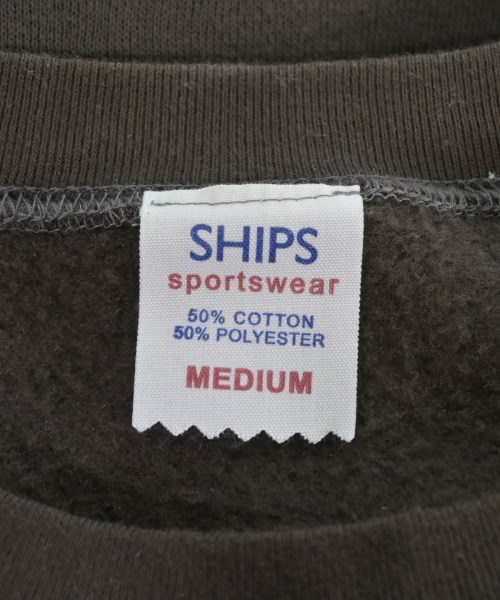 SHIPS
sportswear
50% COTTON
50% POLYESTER
MEDIUM